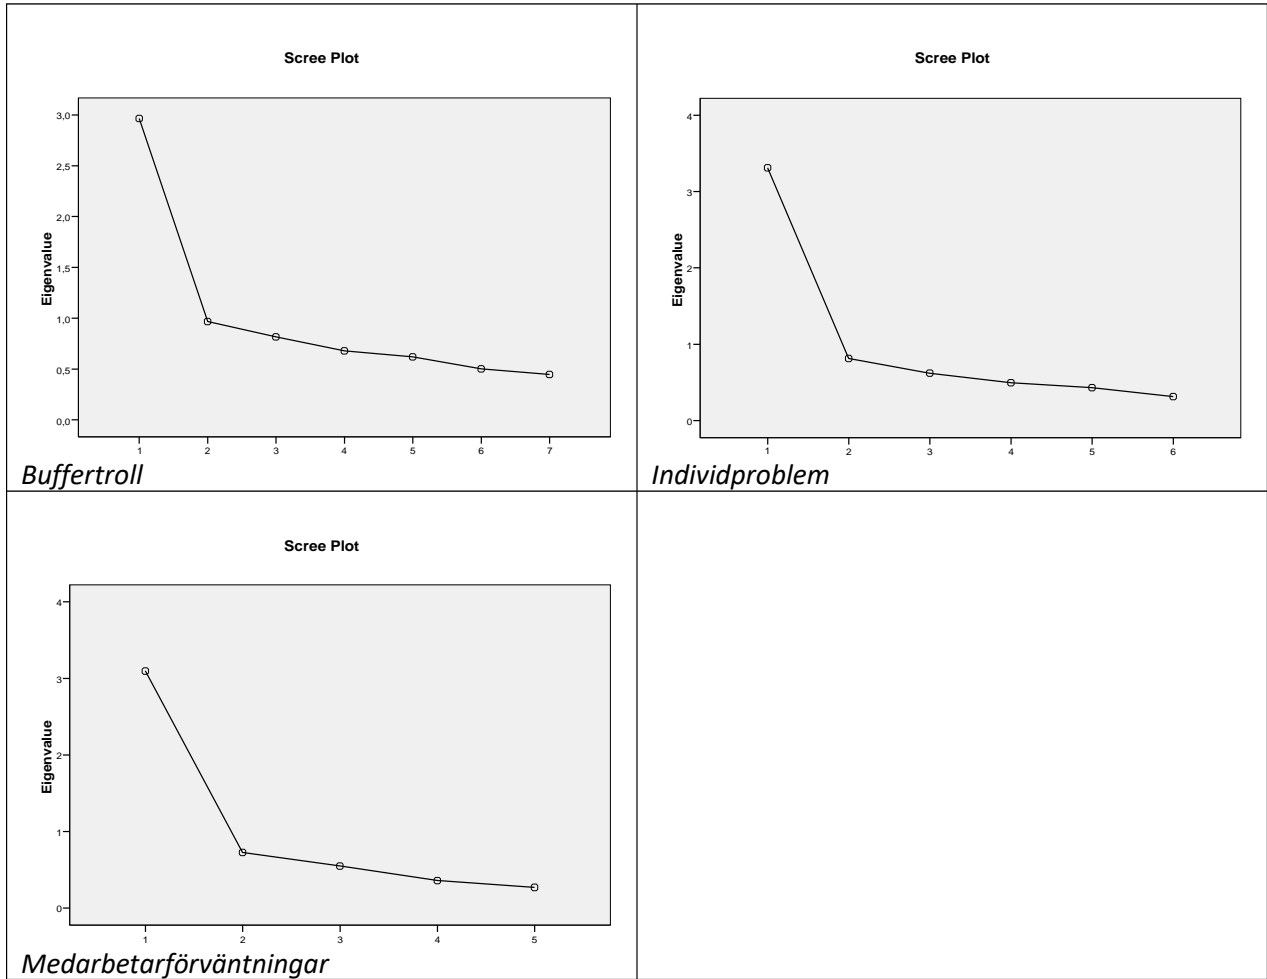 Scree Plot
Eigenvalue
3,0
2,5
2,0
1,5
1,0
0,5
0,0
1 2 3 4 5 6 7
Buffertroll
Scree Plot
Eigenvalue
4
3
2
1
0
1 2 3 4 5 6
Individproblem
Scree Plot
Eigenvalue
4
3
2
1
0
1 2 3 4 5
Medarbetarförväntningar